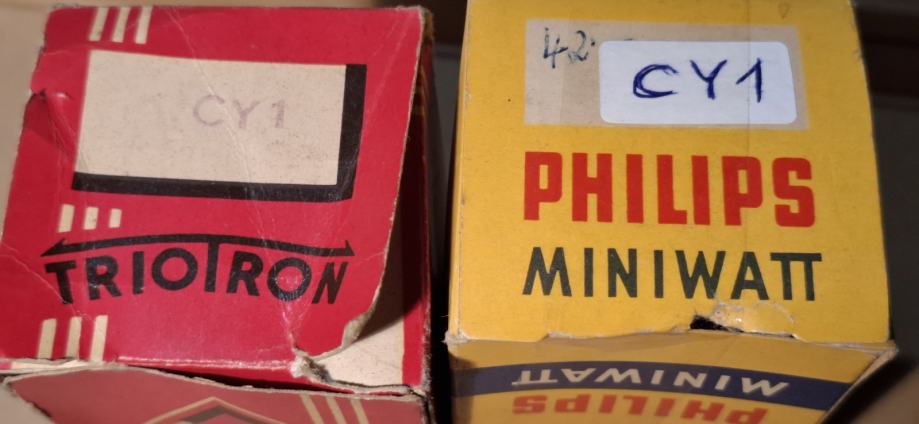 CY1
TRIOTRON
42
CY1
PHILIPS
MINIWATT
MINIWATT
PHILIPS